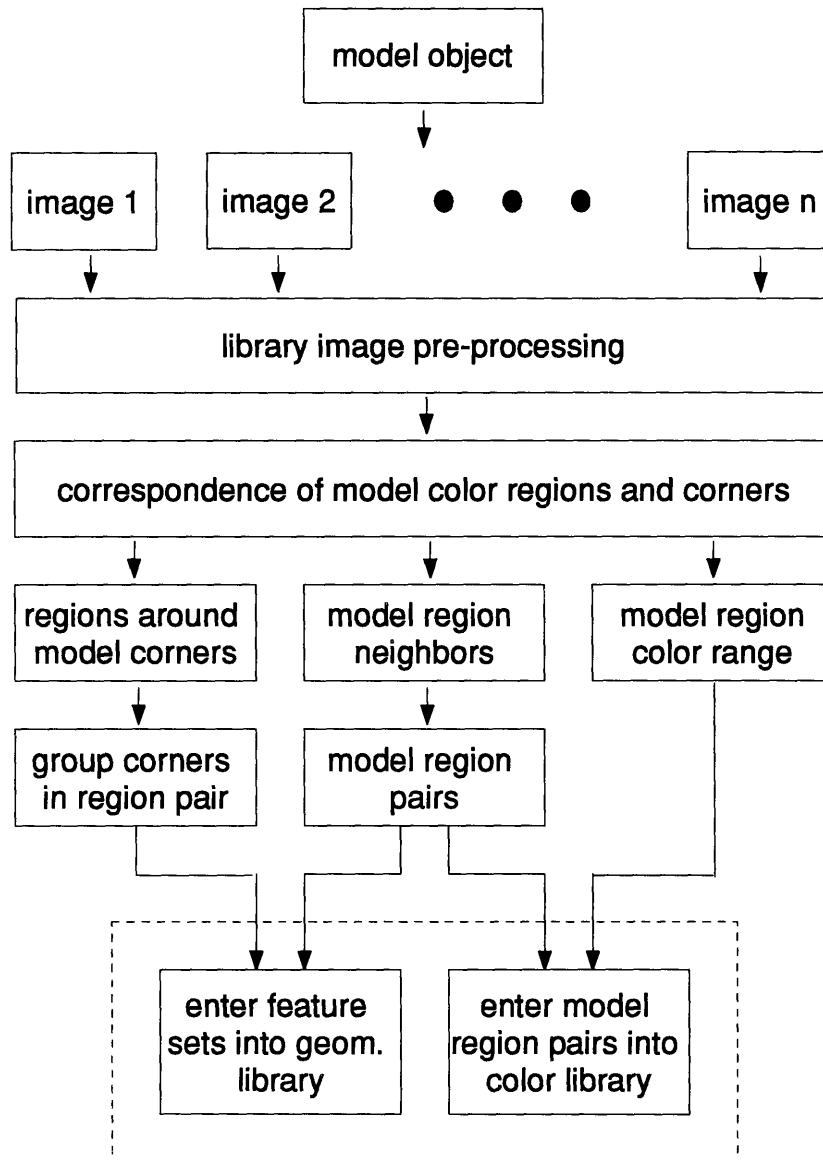 model object
image 1
image 2
image n
library image pre-processing
correspondence of model color regions and corners
regions around
model corners
model region
neighbors
model region
color range
group corners
in region pair
model region
pairs
enter feature
sets into geom.
library
enter model
region pairs into
color library